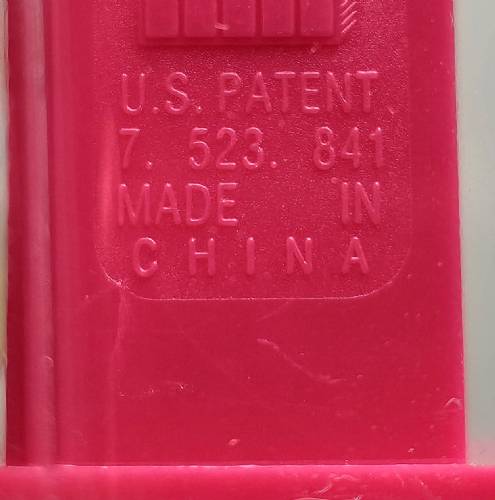 U.S. PATENT
7. 523. 841
MADE IN
CHINA